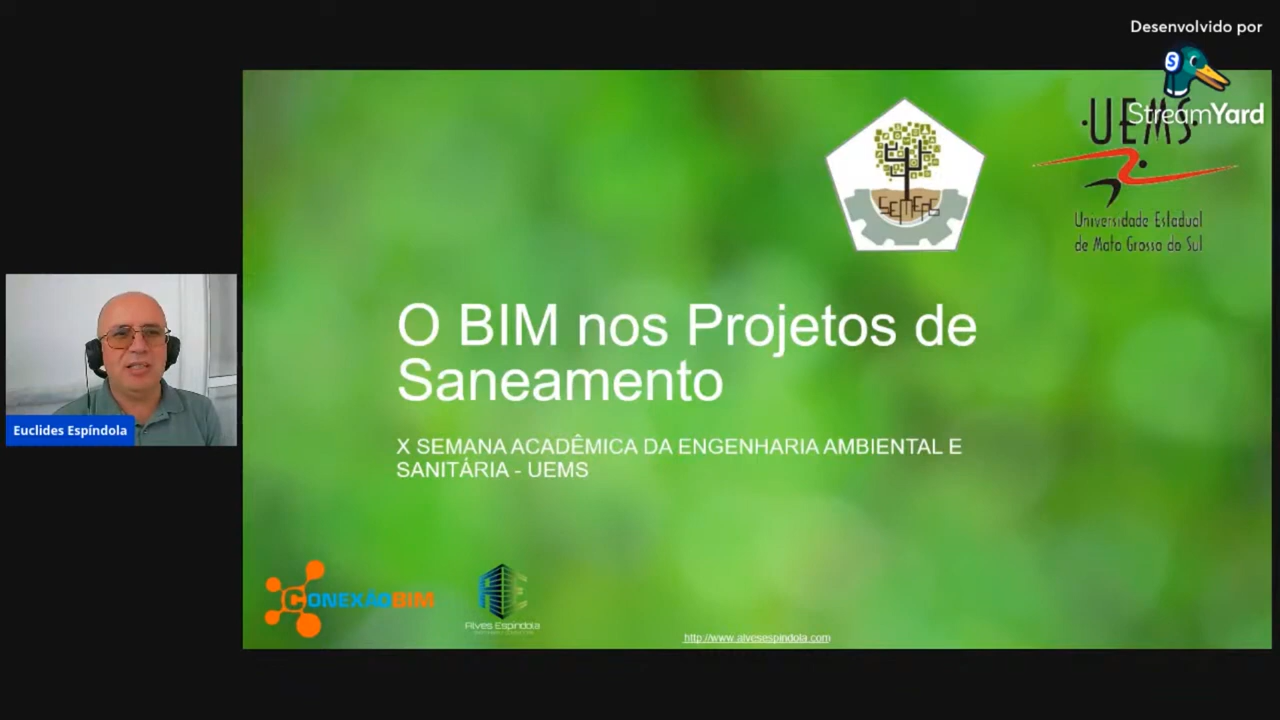 Desenvolvido por
StreamYard
UEMS
Universidade Estadual
de Mato Grosso do Sul
O BIM nos Projetos de
Saneamento
X SEMANA ACADÊMICA DA ENGENHARIA AMBIENTAL E
SANITÁRIA - UEMS
Euclides Espíndola
CONEXÃOBIM
Alves Espíndola
http://www.alvesespindola.com